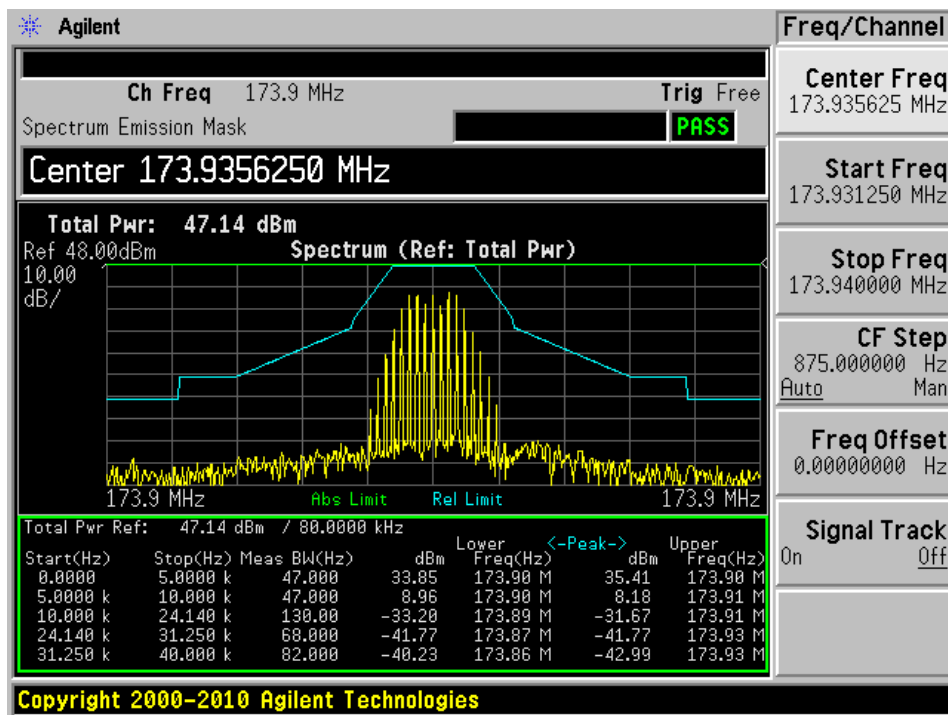 Agilent
Freq/Channel
Ch Freq 173.9 MHz Trig Free
Spectrum Emission Mask PASS
Center 173.9356250 MHz
Total Pwr: 47.14 dBm
Ref 48.00dBm Spectrum (Ref: Total Pwr)
10.00
dB/
173.9 MHz Abs Limit Rel Limit 173.9 MHz
Total Pwr Ref: 47.14 dBm / 80.0000 kHz
Lower <-Peak-> Upper
Start(Hz) Stop(Hz) Meas BW(Hz) dBm Freq(Hz) dBm Freq(Hz)
0.0000 5.0000 k 47.000 33.85 173.90 M 35.41 173.90 M
5.0000 k 10.000 k 47.000 8.96 173.90 M 8.18 173.91 M
10.000 k 24.140 k 130.00 -33.20 173.89 M -31.67 173.91 M
24.140 k 31.250 k 68.000 -41.77 173.87 M -41.77 173.93 M
31.250 k 40.000 k 82.000 -40.23 173.86 M -42.99 173.93 M
Center Freq
173.935625 MHz
Start Freq
173.931250 MHz
Stop Freq
173.940000 MHz
CF Step
875.000000 Hz
Auto Man
Freq Offset
0.00000000 Hz
Signal Track
On Off
Copyright 2000-2010 Agilent Technologies